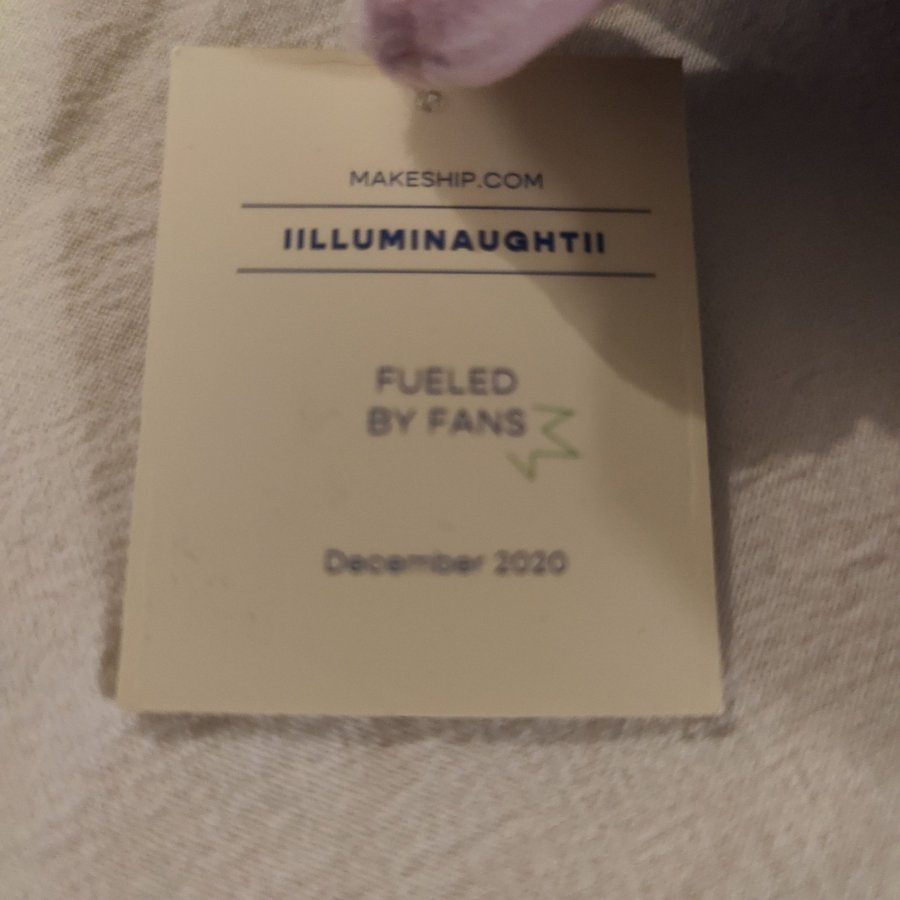 MAKESHIP.COM
IILLUMINAUGHTII
FUELED
BY FANS
December 2020